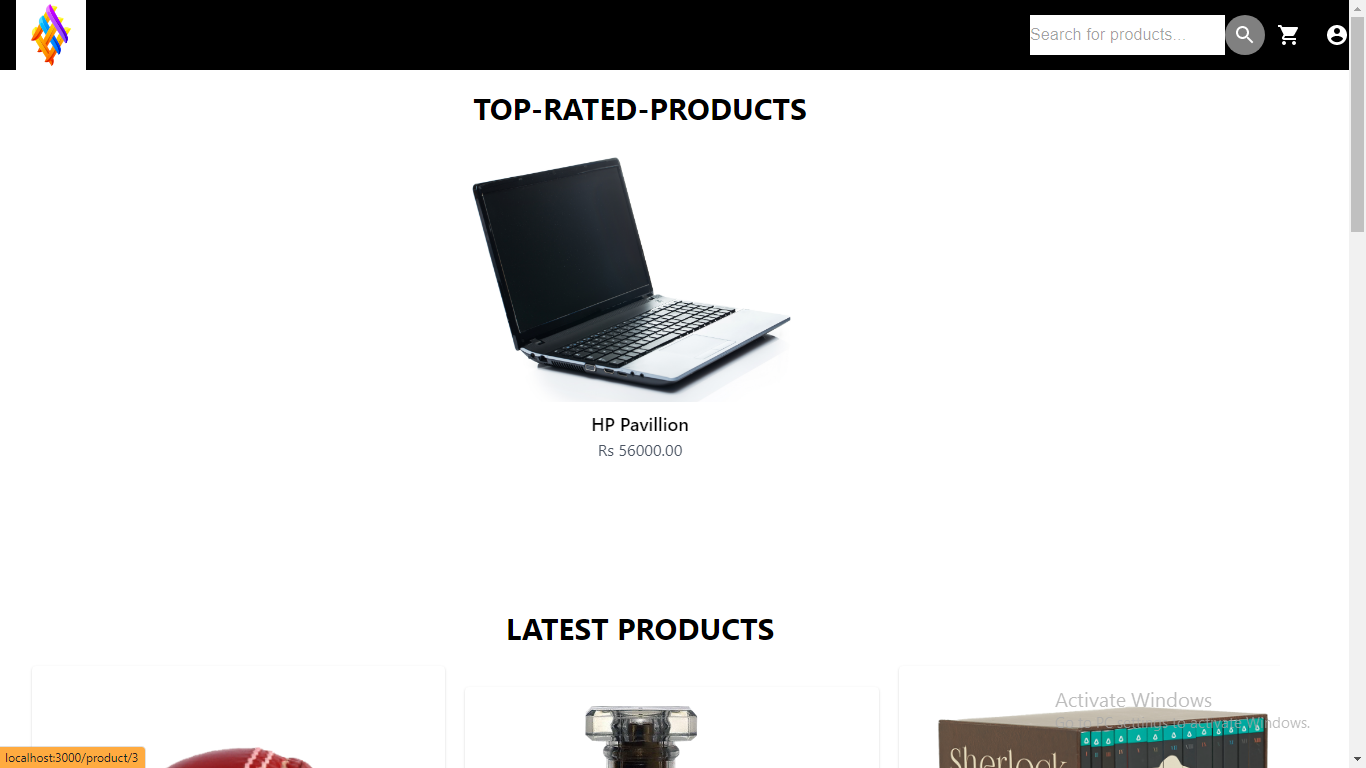 Search for products...
TOP-RATED-PRODUCTS
HP Pavillion
Rs 56000.00
LATEST PRODUCTS
Activate Windows
Go to PC settings to activate Windows.
Sherlock
localhost:3000/product/3